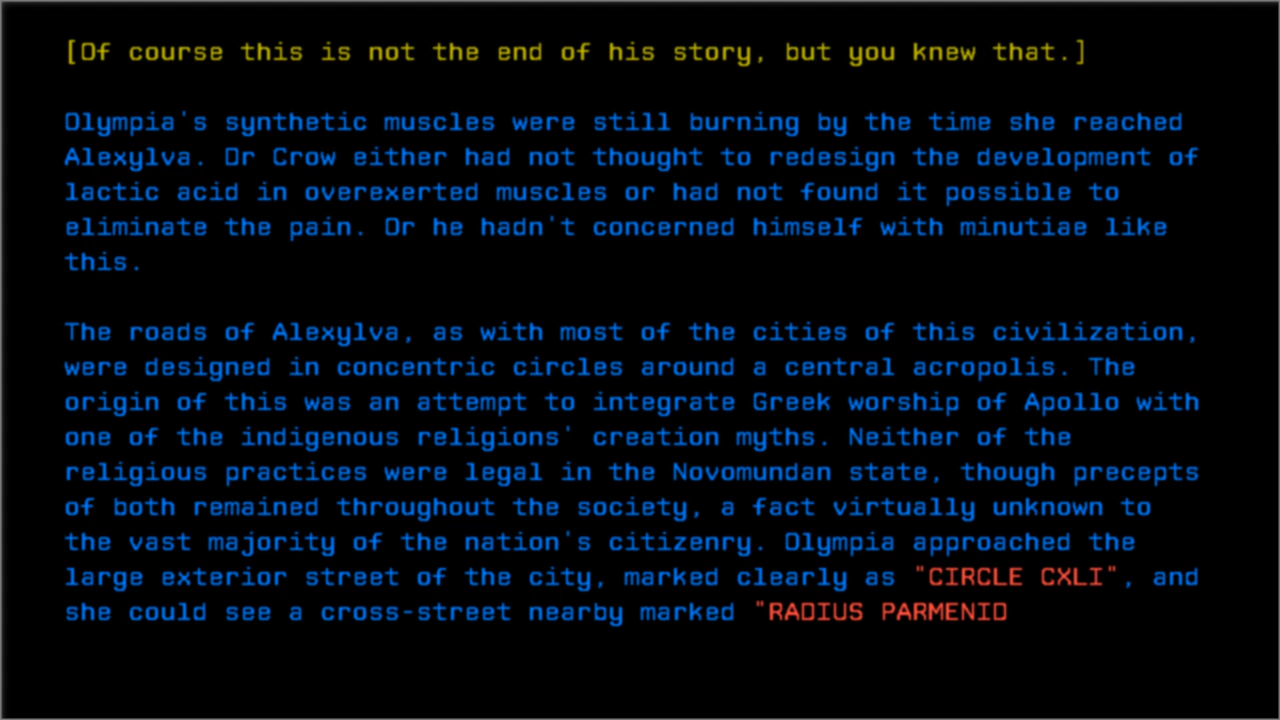 [Of course this is not the end of his story, but you knew that.]
Olympia's synthetic muscles were still burning by the time she reached
Alexylva. Dr Crow either had not thought to redesign the development of
lactic acid in overexerted muscles or had not found it possible to
eliminate the pain. Or he hadn't concerned himself with minutiae like
this.
The roads of Alexylva, as with most of the cities of this civilization,
were designed in concentric circles around a central acropolis. The
origin of this was an attempt to integrate Greek worship of Apollo with
one of the indigenous religions' creation myths. Neither of the
religious practices were legal in the Novomundan state, though precepts
of both remained throughout the society, a fact virtually unknown to
the vast majority of the nation's citizenry. Olympia approached the
large exterior street of the city, marked clearly as "CIRCLE CXLI", and
she could see a cross-street nearby marked "RADIUS PARMENID